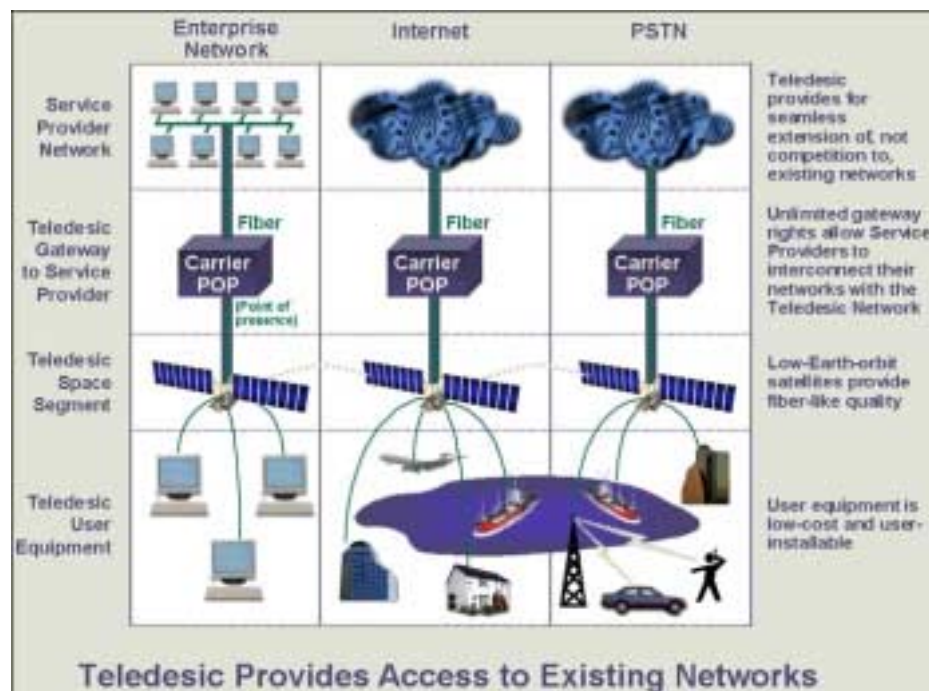 Enterprise
Network
Internet
PSTN
Service
Provider
Network
Teledesic
provides for
seamless
extension of, not
competition to,
existing networks
Teledesic
Gateway
to Service
Provider
Fiber
Carrier
POP
(Point of
presence)
Fiber
Carrier
POP
Fiber
Carrier
POP
Unlimited gateway
rights allow Service
Providers to
interconnect their
networks with the
Teledesic Network
Teledesic
Space
Segment
Low-Earth-orbit
satellites provide
fiber-like quality
Teledesic
User
Equipment
User equipment is
low-cost and user-
installable
Teledesic Provides Access to Existing Networks